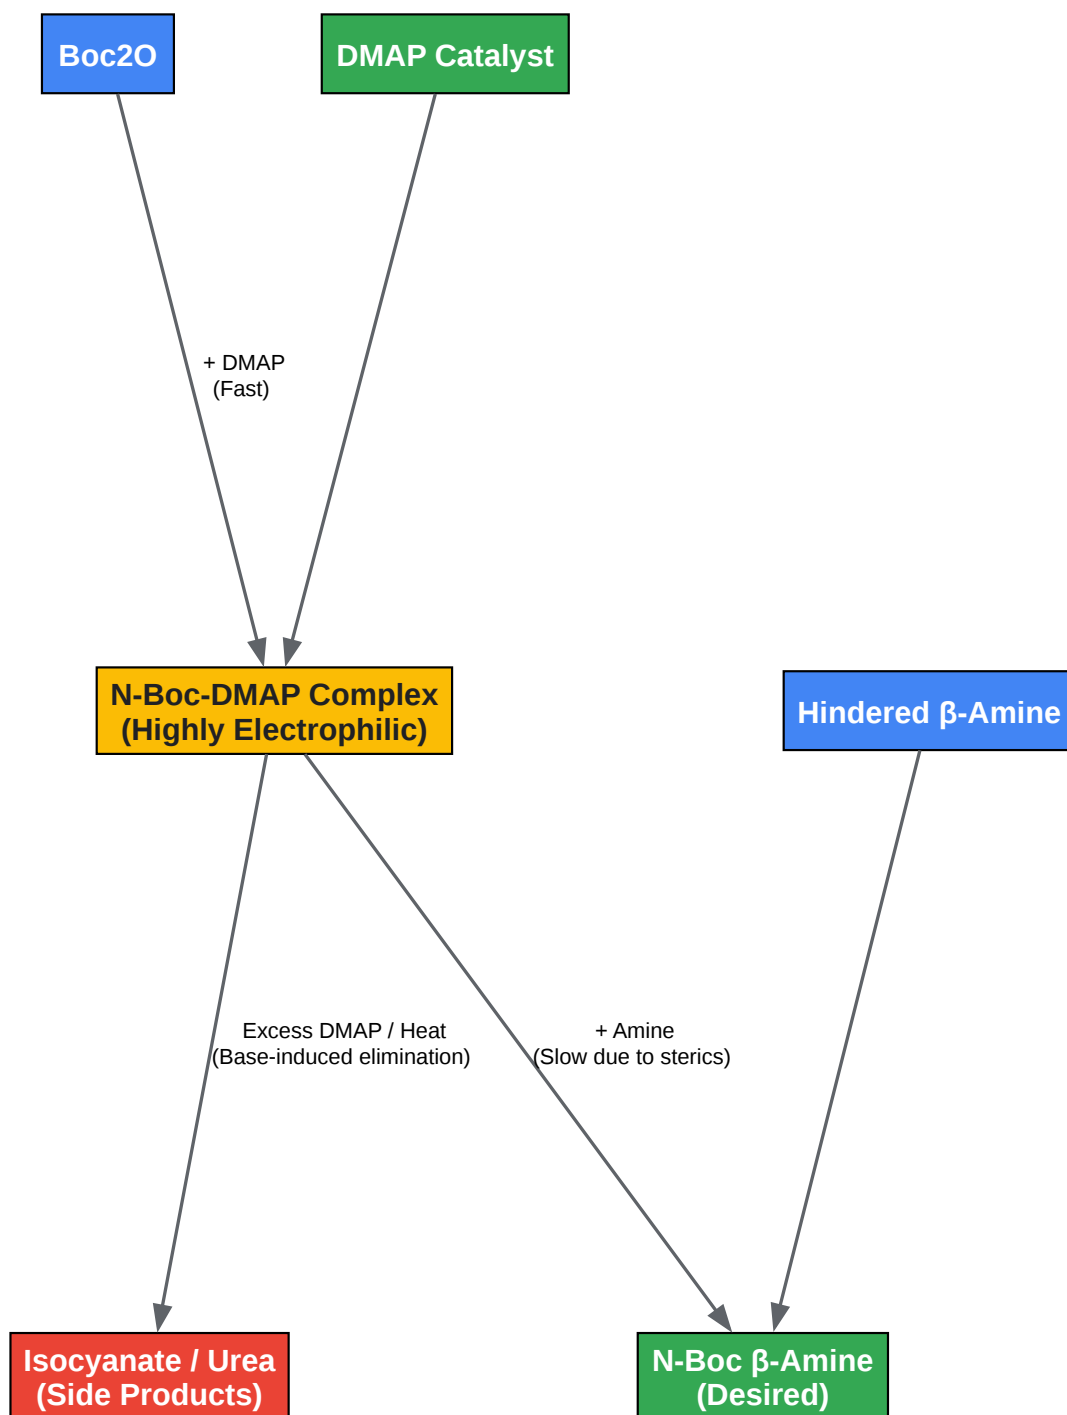 Boc2O
DMAP Catalyst
+ DMAP
(Fast)
N-Boc-DMAP Complex
(Highly Electrophilic)
Hindered β-Amine
Excess DMAP / Heat
(Base-induced elimination)
+ Amine
(Slow due to sterics)
Isocyanate / Urea
(Side Products)
N-Boc β-Amine
(Desired)